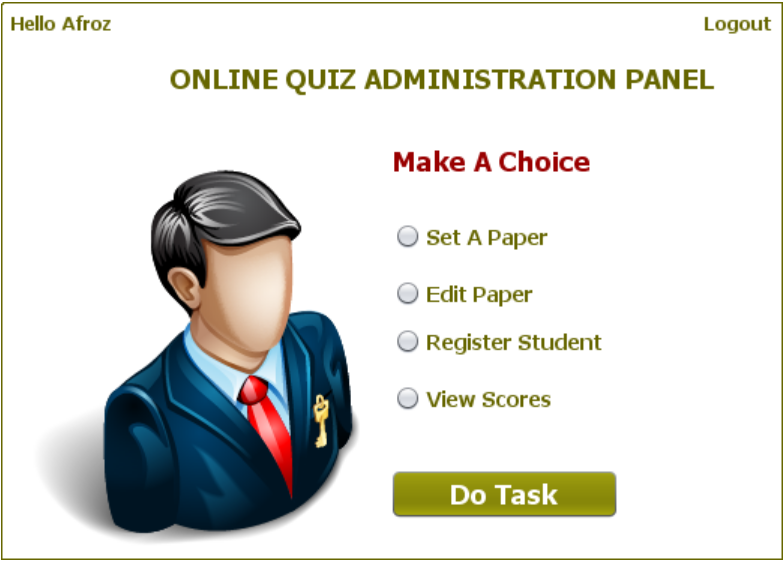 Hello Afroz
Logout
ONLINE QUIZ ADMINISTRATION PANEL
Make A Choice
Set A Paper
Edit Paper
Register Student
View Scores
Do Task